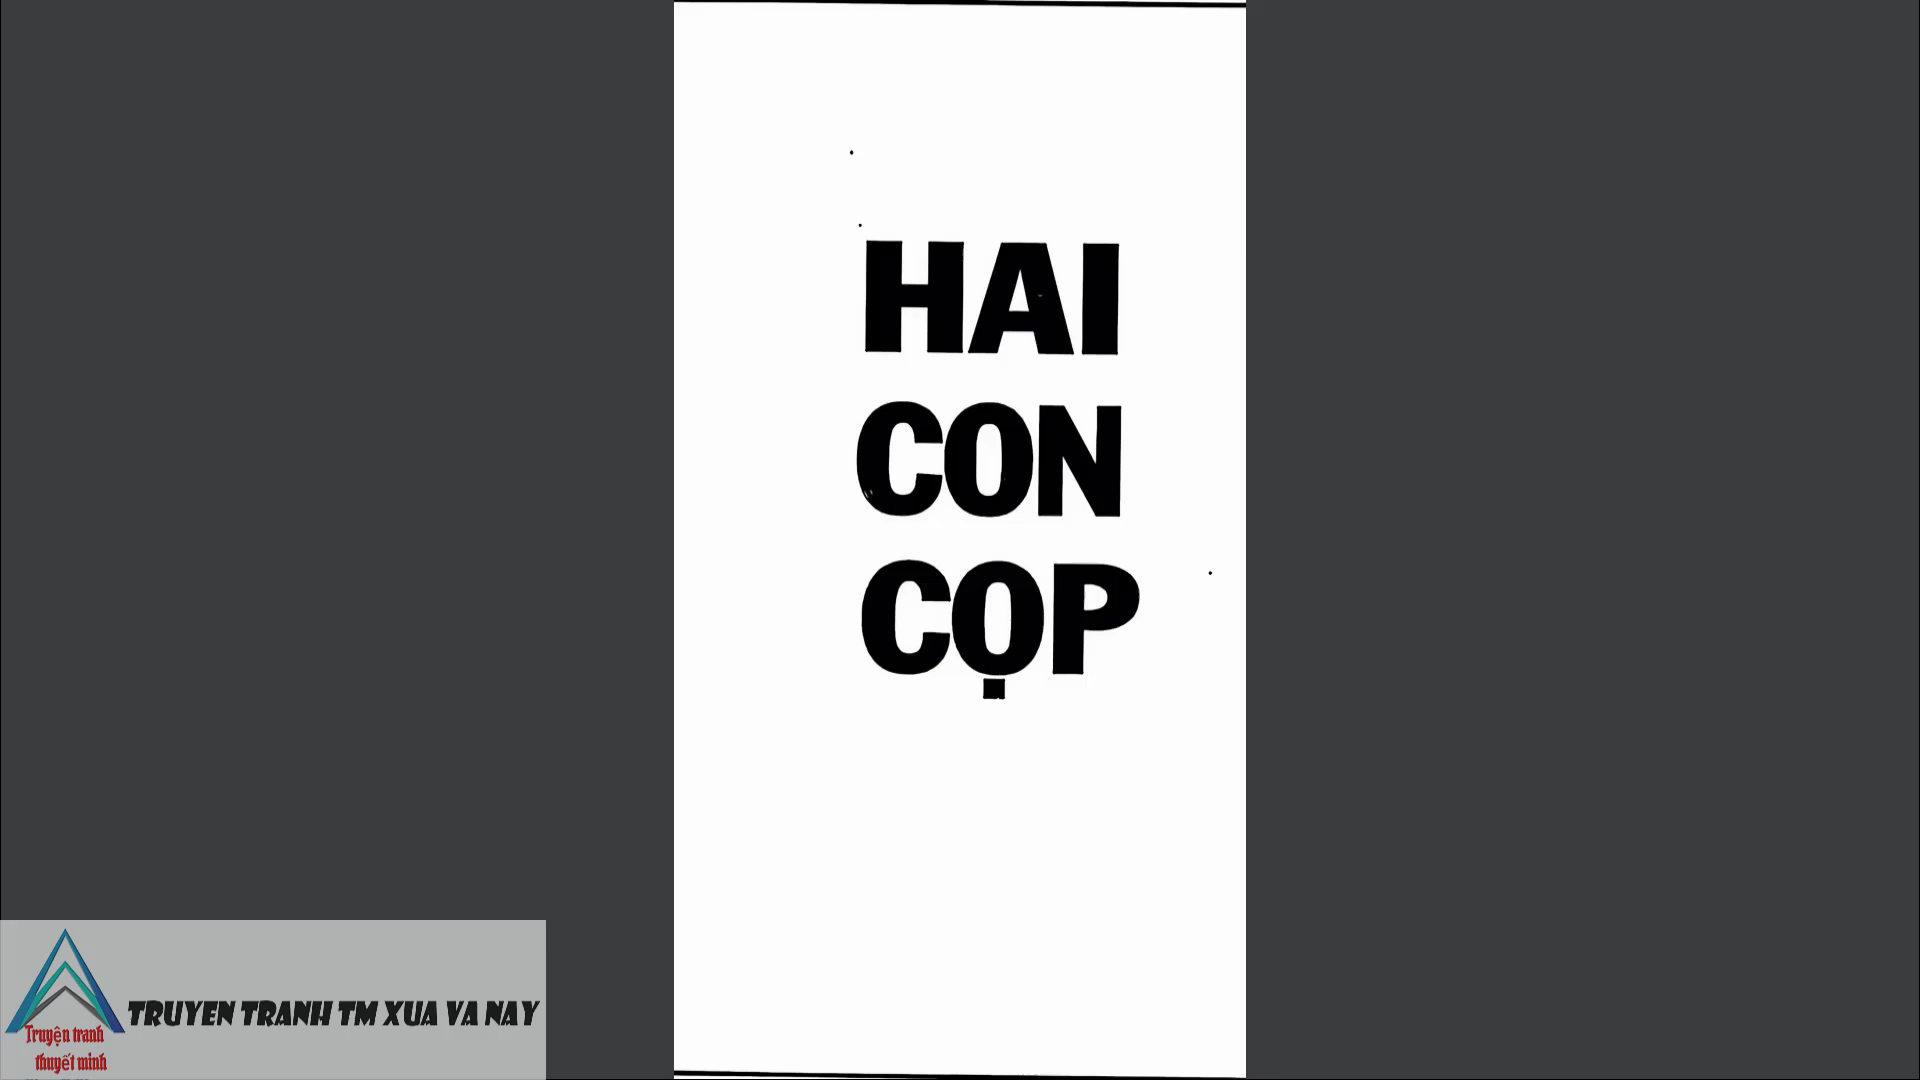 HAI
CON
CỌP
TRUYEN TRANH TM XUA VA NAY
Truyện tranh
thuyết minh